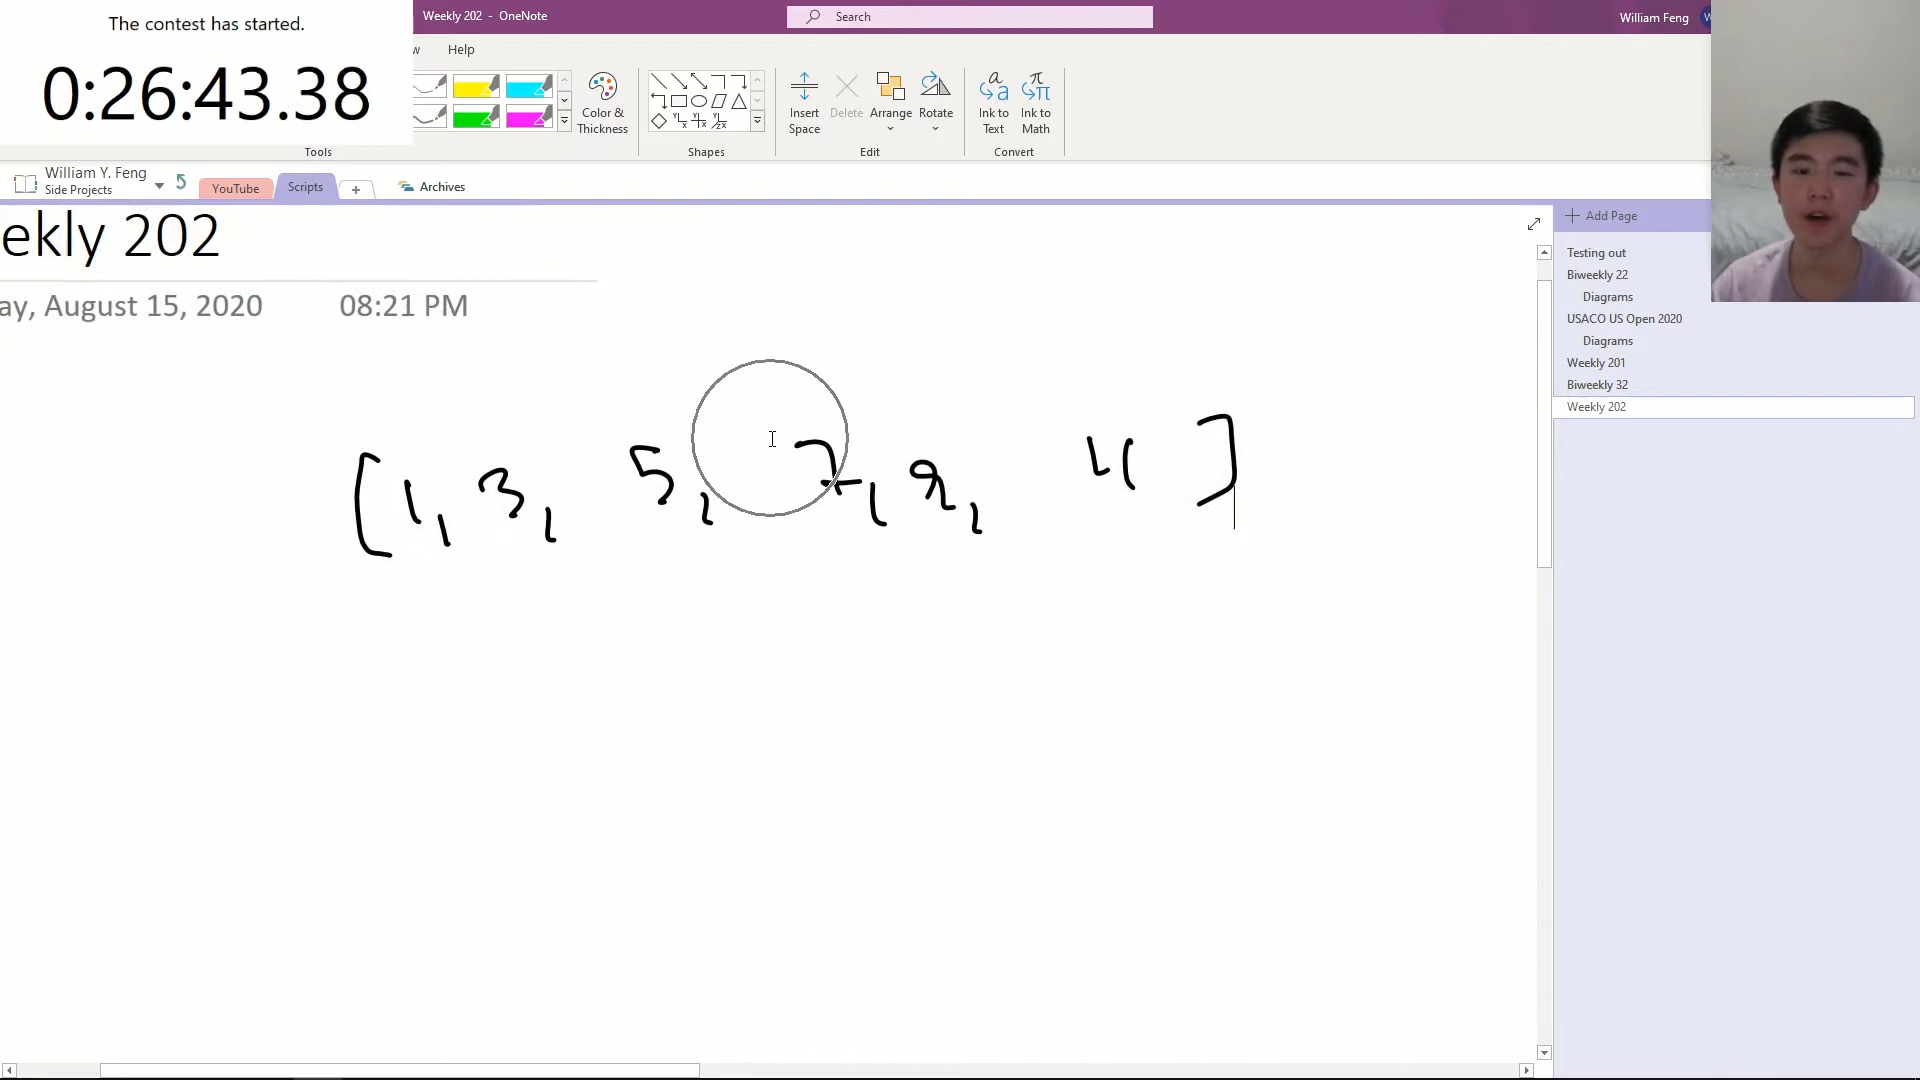 The contest has started.
0:26:43.38
Weekly 202 - OneNote
Search
William Feng
W
w
Help
Color &
Thickness
Insert
Space
Delete
Arrange
Rotate
Ink to
Text
Ink to
Math
Tools
Shapes
Edit
Convert
William Y. Feng
Side Projects
YouTube
Scripts
Archives
Add Page
Testing out
Biweekly 22
Diagrams
USACO US Open 2020
Diagrams
Weekly 201
Biweekly 32
Weekly 202
ekly 202
ay, August 15, 2020 08:21 PM
[1, 3, 5, 7, 9,